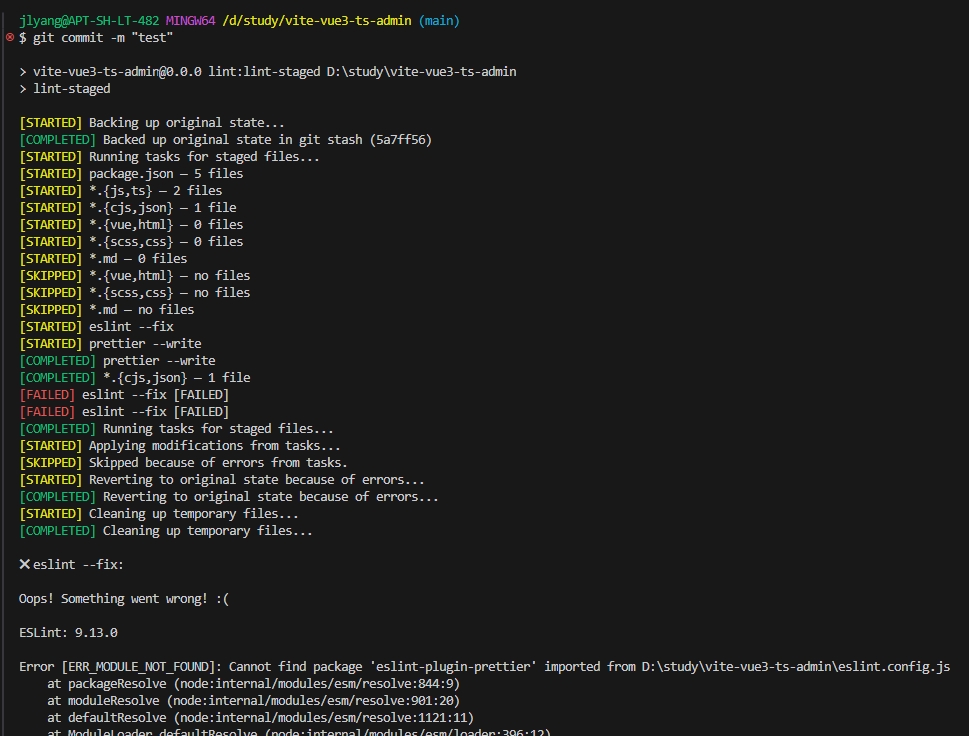 jlyang@APT-SH-LT-482 MINGW64 /d/study/vite-vue3-ts-admin (main)
$ git commit -m "test"
> vite-vue3-ts-admin@0.0.0 lint:lint-staged D:\study\vite-vue3-ts-admin
> lint-staged
[STARTED] Backing up original state...
[COMPLETED] Backed up original state in git stash (5a7ff56)
[STARTED] Running tasks for staged files...
[STARTED] package.json — 5 files
[STARTED] *.{js,ts} — 2 files
[STARTED] *.{cjs,json} — 1 file
[STARTED] *.{vue,html} — 0 files
[STARTED] *.{scss,css} — 0 files
[STARTED] *.md — 0 files
[SKIPPED] *.{vue,html} — no files
[SKIPPED] *.{scss,css} — no files
[SKIPPED] *.md — no files
[STARTED] eslint --fix
[STARTED] prettier --write
[COMPLETED] prettier --write
[COMPLETED] *.{cjs,json} — 1 file
[FAILED] eslint --fix [FAILED]
[FAILED] eslint --fix [FAILED]
[COMPLETED] Running tasks for staged files...
[STARTED] Applying modifications from tasks...
[SKIPPED] Skipped because of errors from tasks.
[STARTED] Reverting to original state because of errors...
[COMPLETED] Reverting to original state because of errors...
[STARTED] Cleaning up temporary files...
[COMPLETED] Cleaning up temporary files...
✖ eslint --fix:
Oops! Something went wrong! :(
ESLint: 9.13.0
Error [ERR_MODULE_NOT_FOUND]: Cannot find package 'eslint-plugin-prettier' imported from D:\study\vite-vue3-ts-admin\eslint.config.js
at packageResolve (node:internal/modules/esm/resolve:844:9)
at moduleResolve (node:internal/modules/esm/resolve:901:20)
at defaultResolve (node:internal/modules/esm/resolve:1121:11)
at ModuleLoader.defaultResolve (node:internal/modules/esm/loader:396:12)